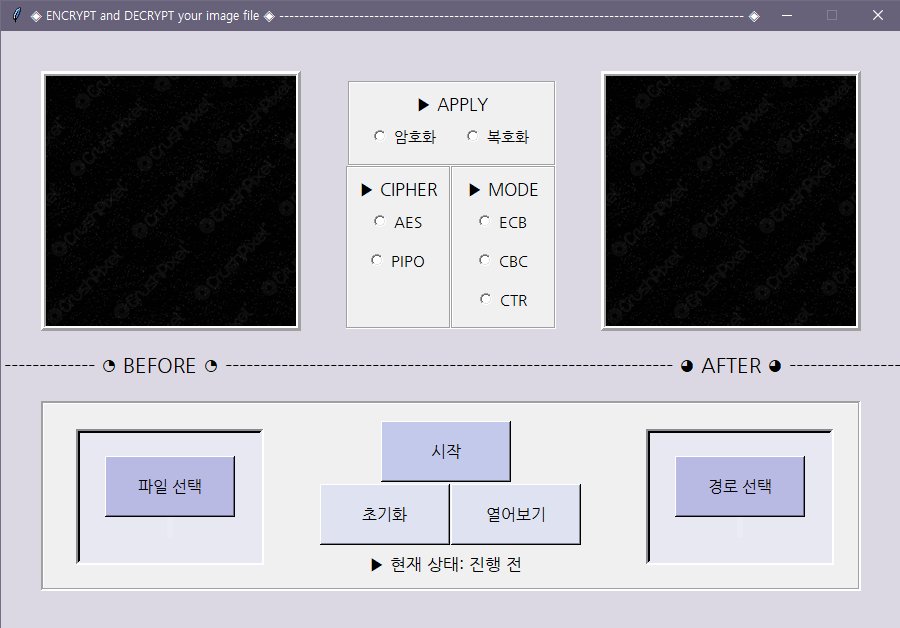 ◈ ENCRYPT and DECRYPT your image file ◈ --------------------------------------------------------------------------------------------- ◈
▶ APPLY
암호화 복호화
▶ CIPHER
AES
PIPO
▶ MODE
ECB
CBC
CTR
◔ BEFORE ◔
◕ AFTER ◕
파일 선택
시작
초기화 열어보기
▶ 현재 상태: 진행 전
경로 선택
CrushPixel
CrushPixel